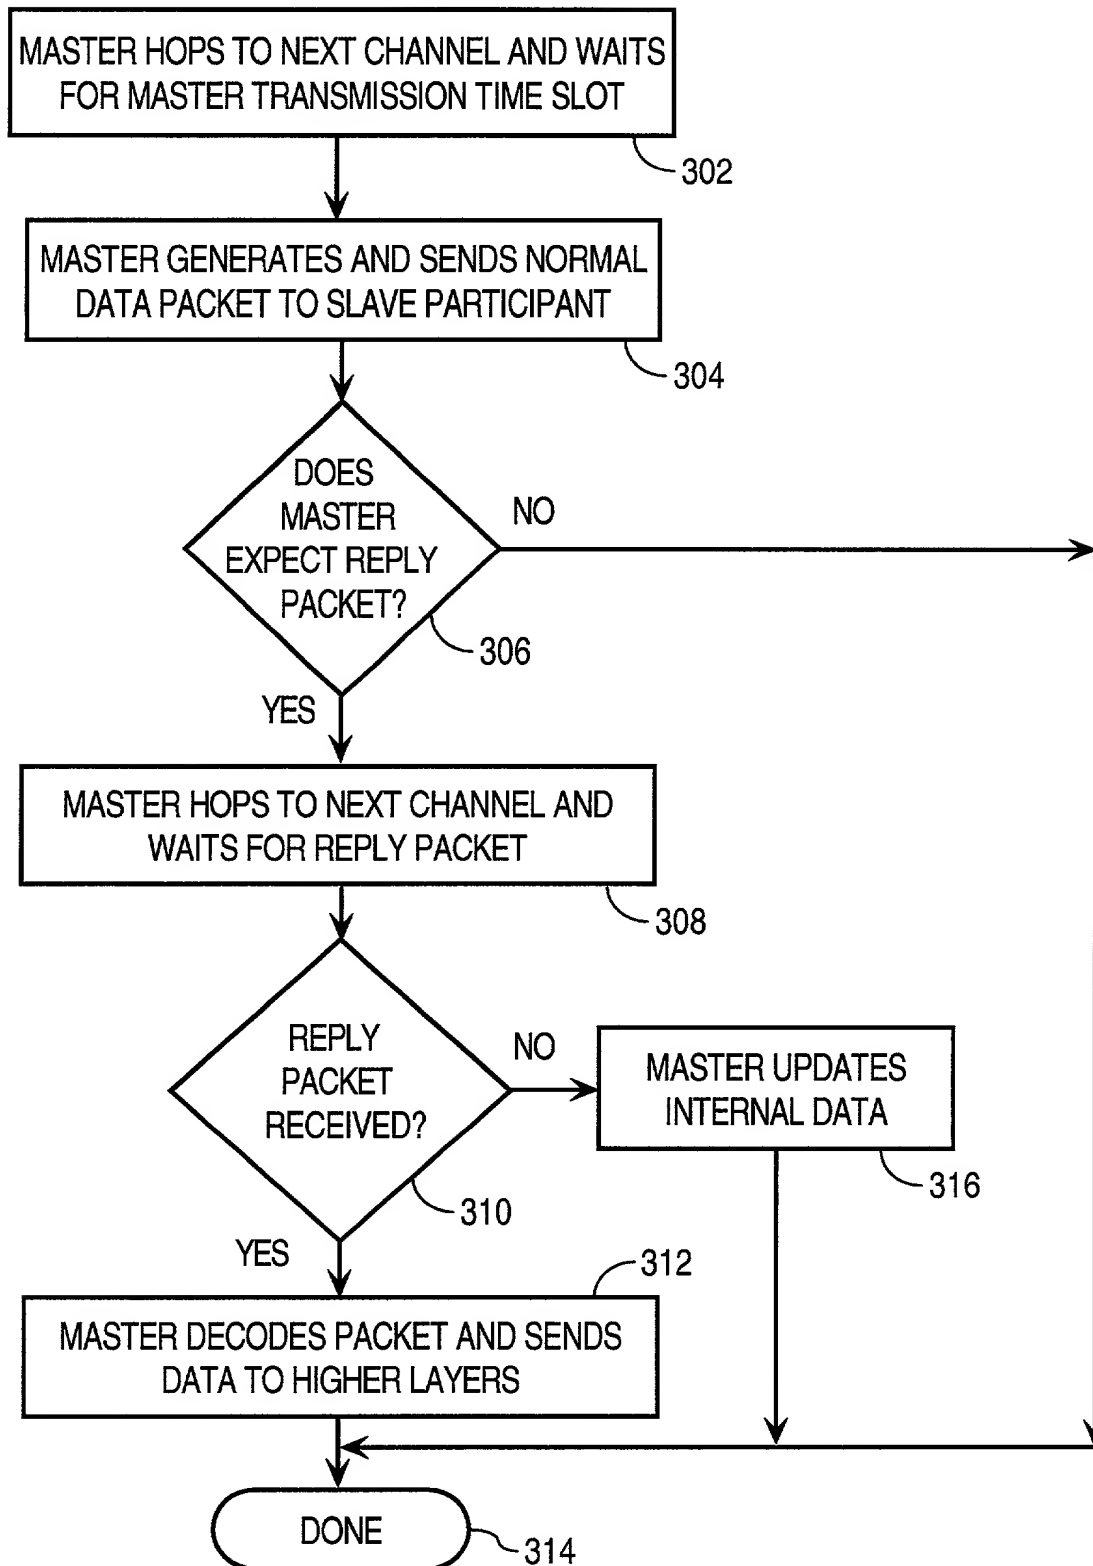 MASTER HOPS TO NEXT CHANNEL AND WAITS
FOR MASTER TRANSMISSION TIME SLOT
302
MASTER GENERATES AND SENDS NORMAL
DATA PACKET TO SLAVE PARTICIPANT
304
DOES
MASTER
EXPECT REPLY
PACKET?
NO
306
YES
MASTER HOPS TO NEXT CHANNEL AND
WAITS FOR REPLY PACKET
308
REPLY
PACKET
RECEIVED?
NO
MASTER UPDATES
INTERNAL DATA
316
310
YES
312
MASTER DECODES PACKET AND SENDS
DATA TO HIGHER LAYERS
DONE
314